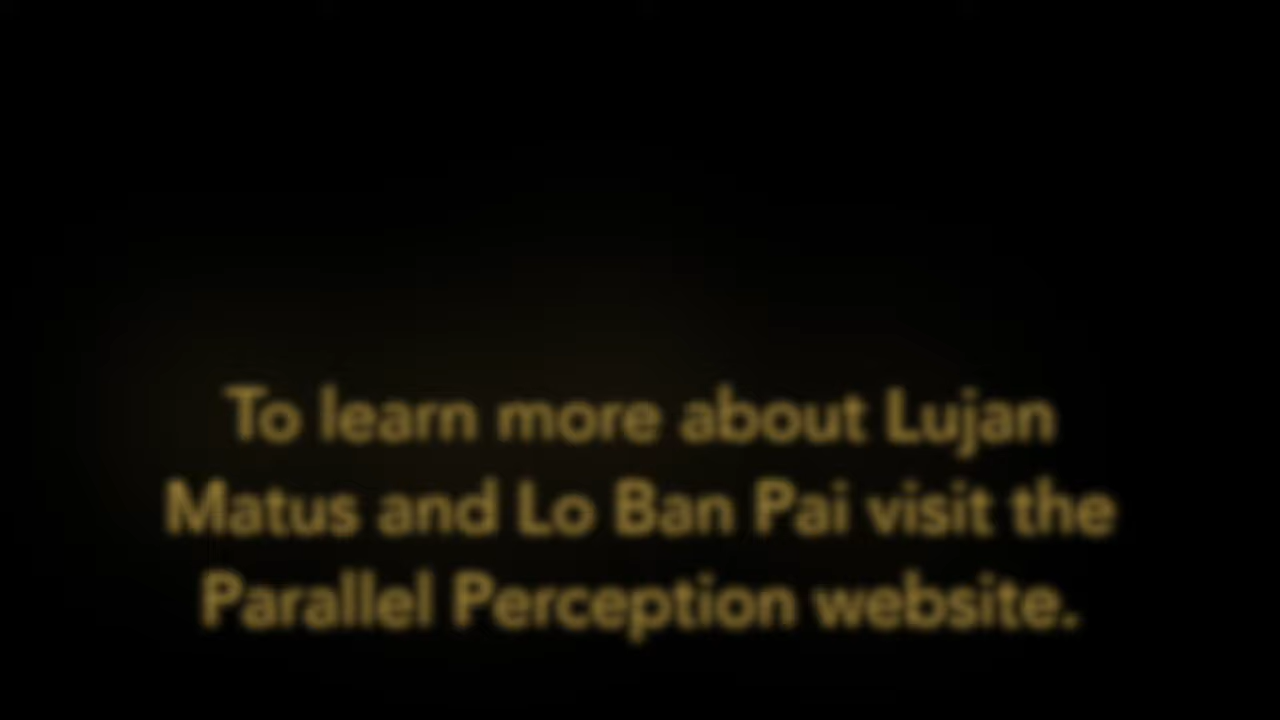 To learn more about Lujan
Matus and Lo Ban Pai visit the
Parallel Perception website.